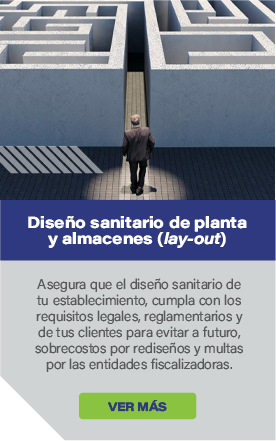 Diseño sanitario de planta
y almacenes (lay-out)
Asegura que el diseño sanitario de
tu establecimiento, cumpla con los
requisitos legales, reglamentarios y
de tus clientes para evitar a futuro,
sobrecostos por rediseños y multas
por las entidades fiscalizadoras.
VER MÁS